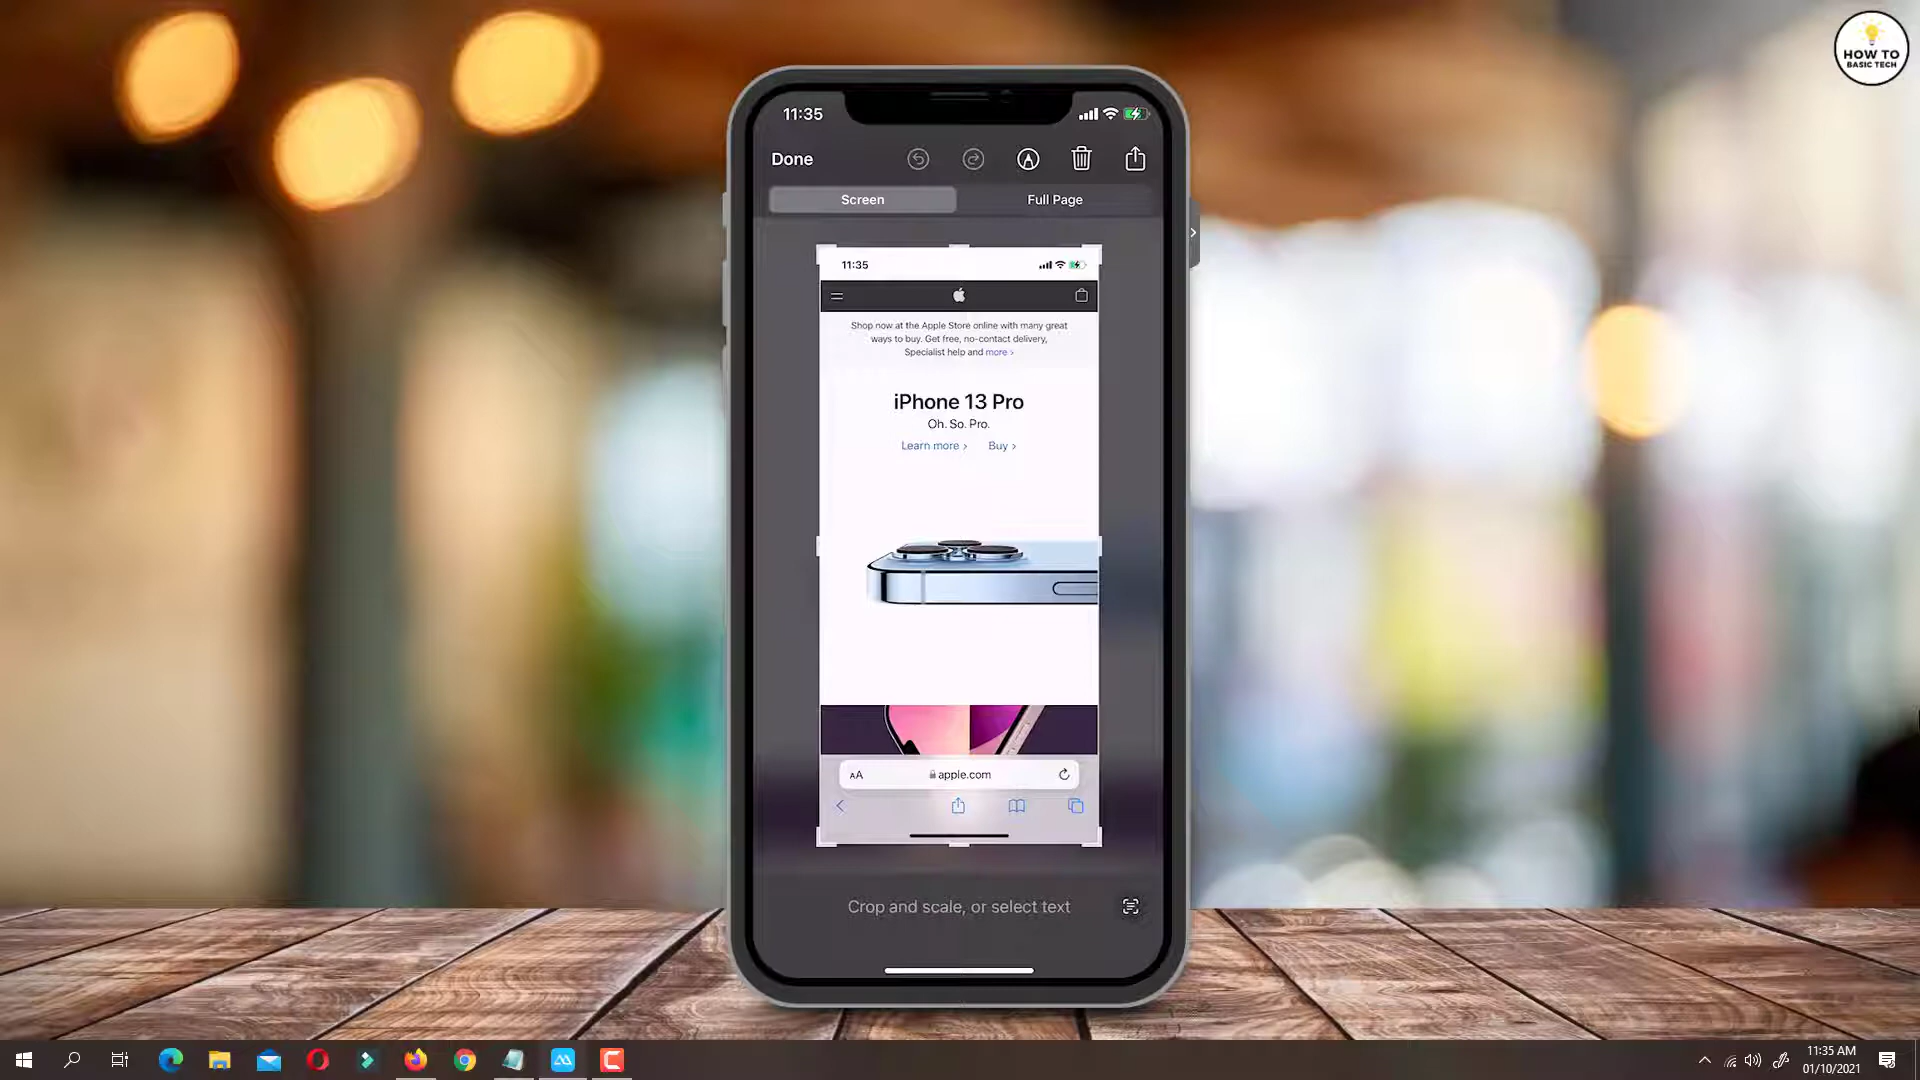 HOW TO
BASIC TECH
11:35
Done
Screen
Full Page
11:35
Shop now at the Apple Store online with many great
ways to buy. Get free, no-contact delivery,
Specialist help and more >
iPhone 13 Pro
Oh. So. Pro.
Learn more > Buy >
AA apple.com
Crop and scale, or select text
11:35 AM
01/10/2021